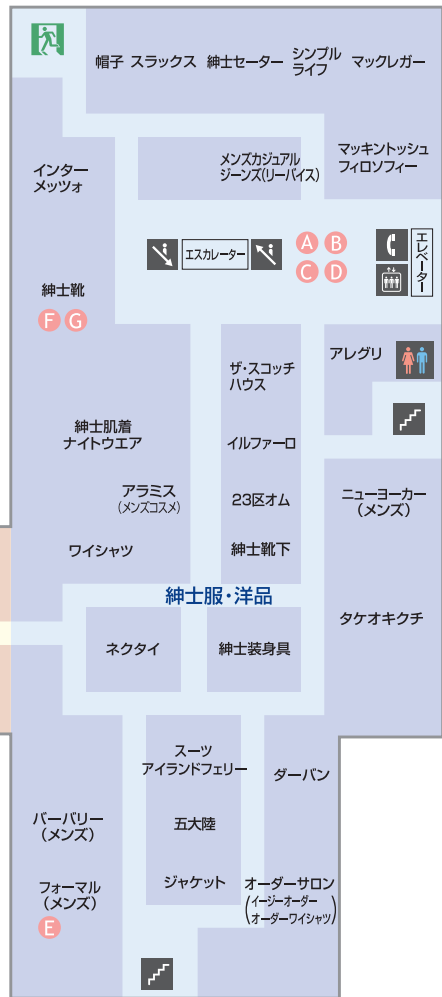 帽子 スラックス 紳士セーター シンプル マックレガー
ライフ
メンズカジュアル
ジーンズ(リーバイス)
マッキントッシュ
フィロソフィー
インター
メッツォ
エスカレーター
A B
C D
エレベーター
紳士靴
F G
ザ・スコッチ
ハウス
アレグリ
紳士肌着
ナイトウエア
イルファーロ
アラミス
(メンズコスメ)
23区オム
ニューヨーカー
(メンズ)
ワイシャツ
紳士靴下
紳士服・洋品
タケオキクチ
ネクタイ
紳士装身具
スーツ
アイランドフェリー
ダーバン
バーバリー
(メンズ)
五大陸
フォーマル
(メンズ)
E
ジャケット
オーダーサロン
(イージーオーダー
オーダーワイシャツ)